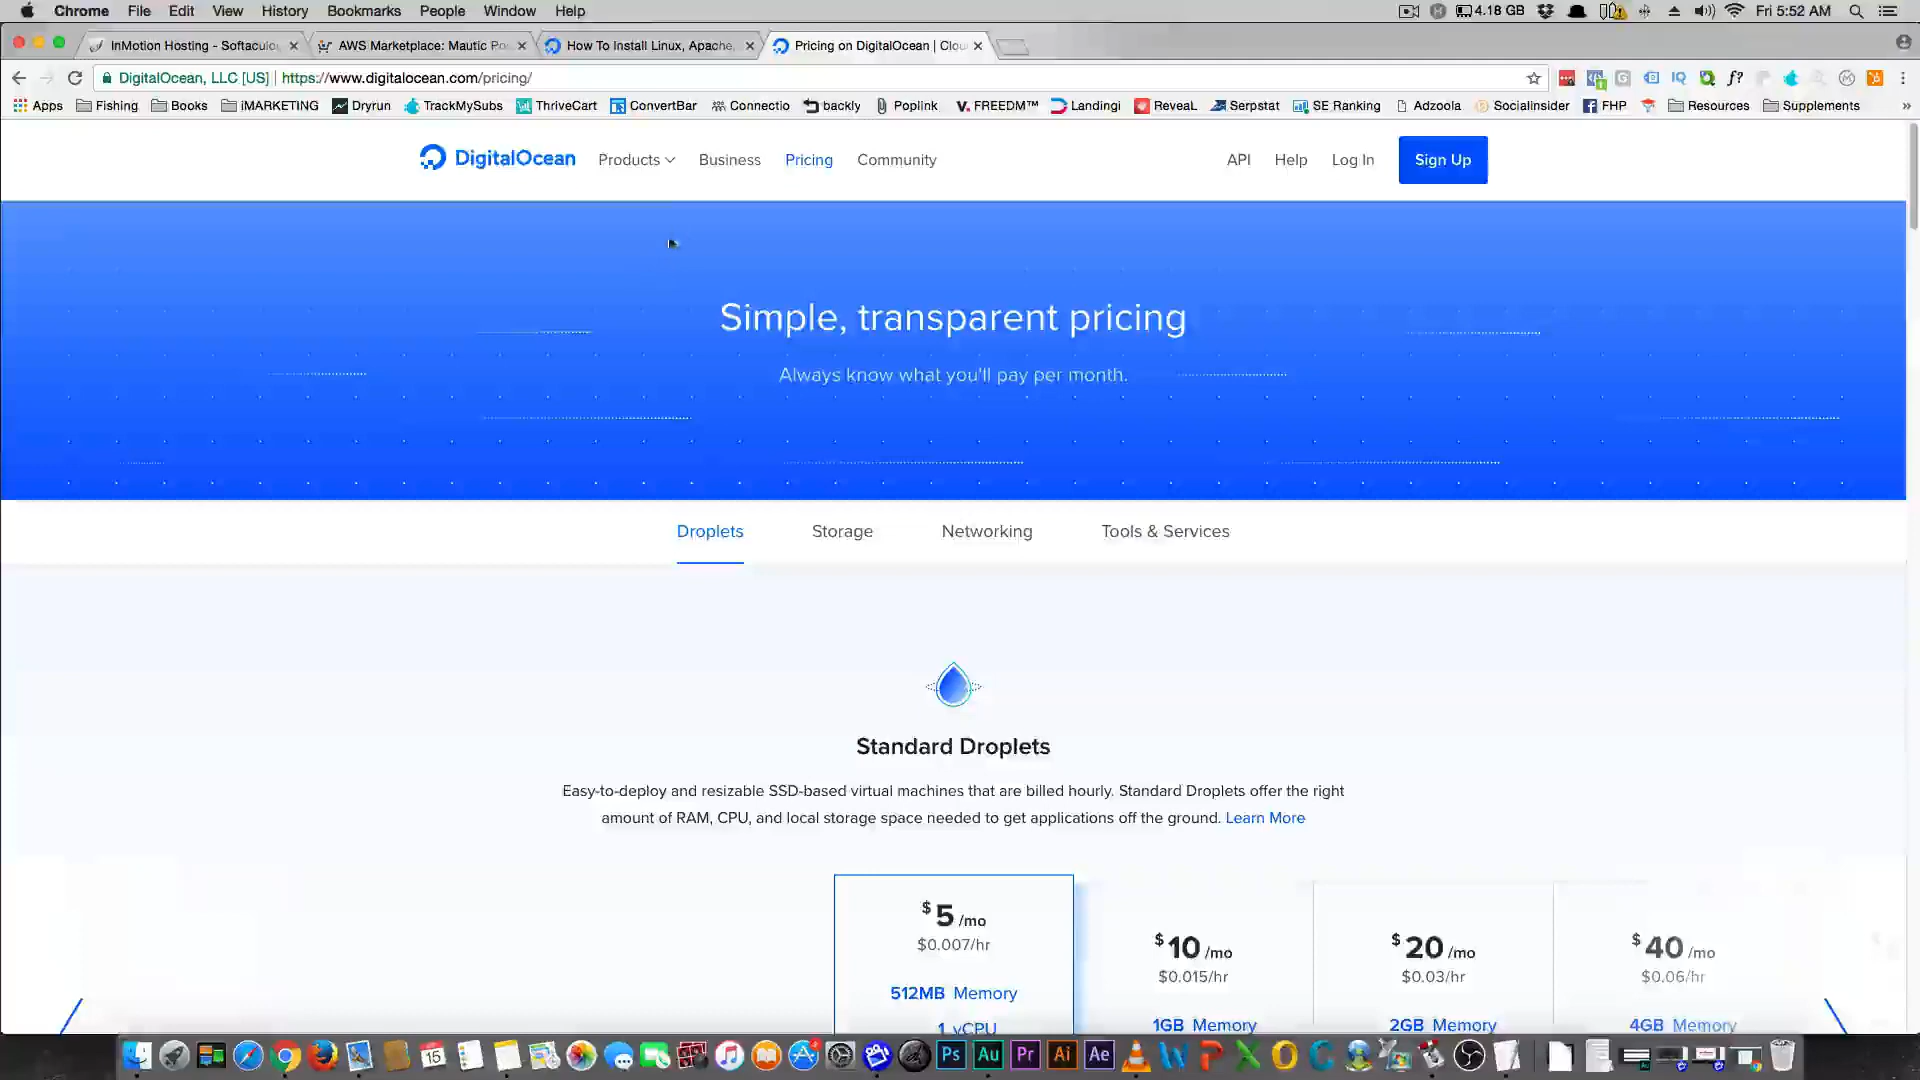 Chrome File Edit View History Bookmarks People Window Help
4.18 GB Fri 5:52 AM
InMotion Hosting - Softaculou
AWS Marketplace: Mautic Po
How To Install Linux, Apache,
Pricing on DigitalOcean | Clou
DigitalOcean, LLC [US] | https://www.digitalocean.com/pricing/
IQ f?
Apps Fishing Books iMARKETING Dryrun TrackMySubs ThriveCart ConvertBar Connectio backly Poplink V. FREEDM™ Landingi ReveaL Serpstat SE Ranking Adzoola Socialinsider FHP Resources Supplements »
DigitalOcean Products Business Pricing Community API Help Log In Sign Up
Simple, transparent pricing
Always know what you'll pay per month.
Droplets Storage Networking Tools & Services
Standard Droplets
Easy-to-deploy and resizable SSD-based virtual machines that are billed hourly. Standard Droplets offer the right
amount of RAM, CPU, and local storage space needed to get applications off the ground. Learn More
$5 /mo
$0.007/hr
512MB Memory
1 vCPU
$10 /mo
$0.015/hr
1GB Memory
$20 /mo
$0.03/hr
2GB Memory
$40 /mo
$0.06/hr
4GB Memory
15
Ps Au Pr Ai Ae